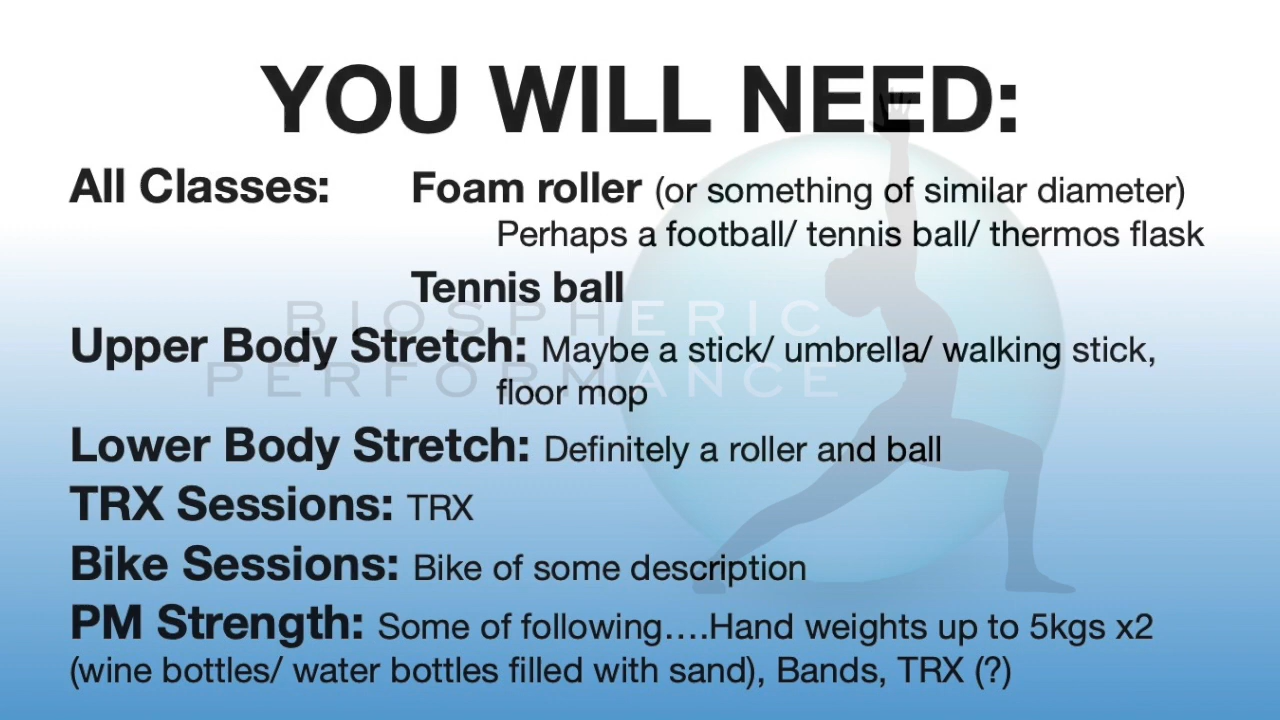 YOU WILL NEED:
All Classes: Foam roller (or something of similar diameter)
Perhaps a football/ tennis ball/ thermos flask
Tennis ball
BIOSPHERIC
Upper Body Stretch: Maybe a stick/ umbrella/ walking stick,
PERFORMANCE
floor mop
Lower Body Stretch: Definitely a roller and ball
TRX Sessions: TRX
Bike Sessions: Bike of some description
PM Strength: Some of following....Hand weights up to 5kgs x2
(wine bottles/ water bottles filled with sand), Bands, TRX (?)